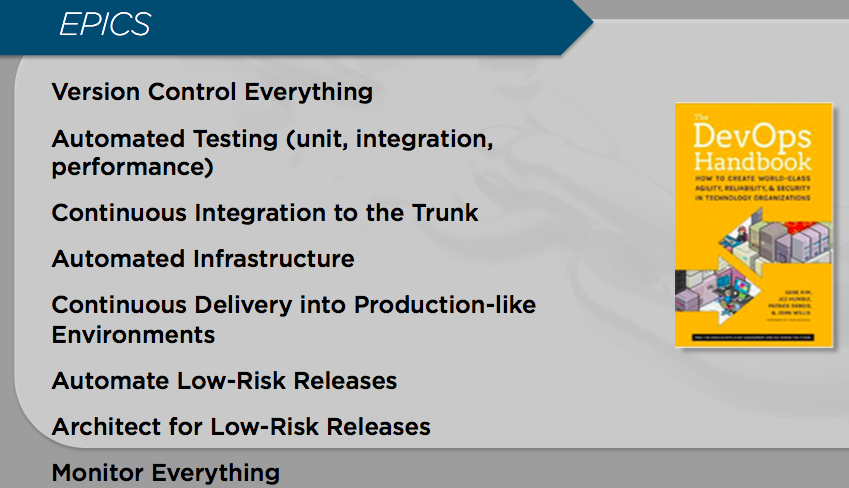 EPICS
Version Control Everything
Automated Testing (unit, integration,
performance)
Continuous Integration to the Trunk
Automated Infrastructure
Continuous Delivery into Production-like
Environments
Automate Low-Risk Releases
Architect for Low-Risk Releases
Monitor Everything
The
DevOps
Handbook
HOW TO CREATE WORLD-CLASS
AGILITY, RELIABILITY, & SECURITY
IN TECHNOLOGY ORGANIZATIONS
GENE KIM,
JEZ HUMBLE,
PATRICK DEBOIS,
& JOHN WILLIS